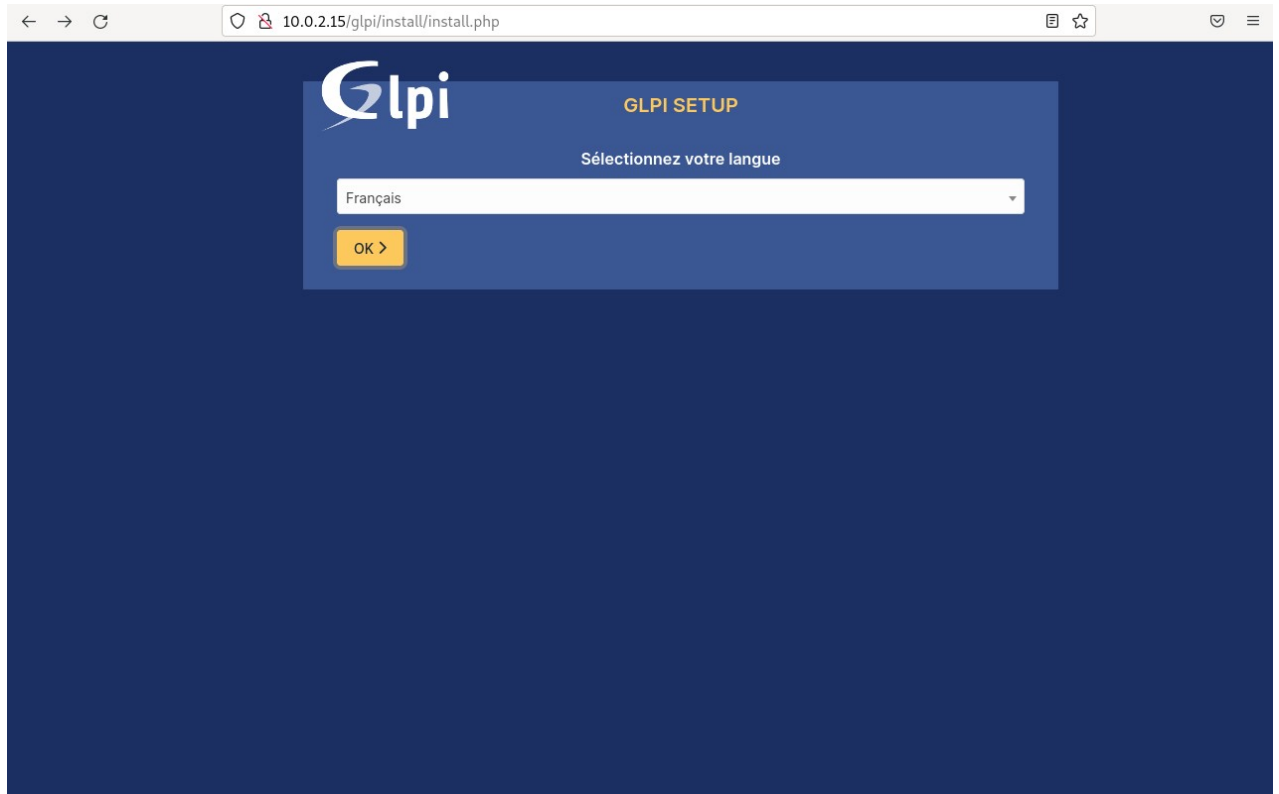 10.0.2.15/glpi/install/install.php
Glpi
GLPI SETUP
Sélectionnez votre langue
Français
OK